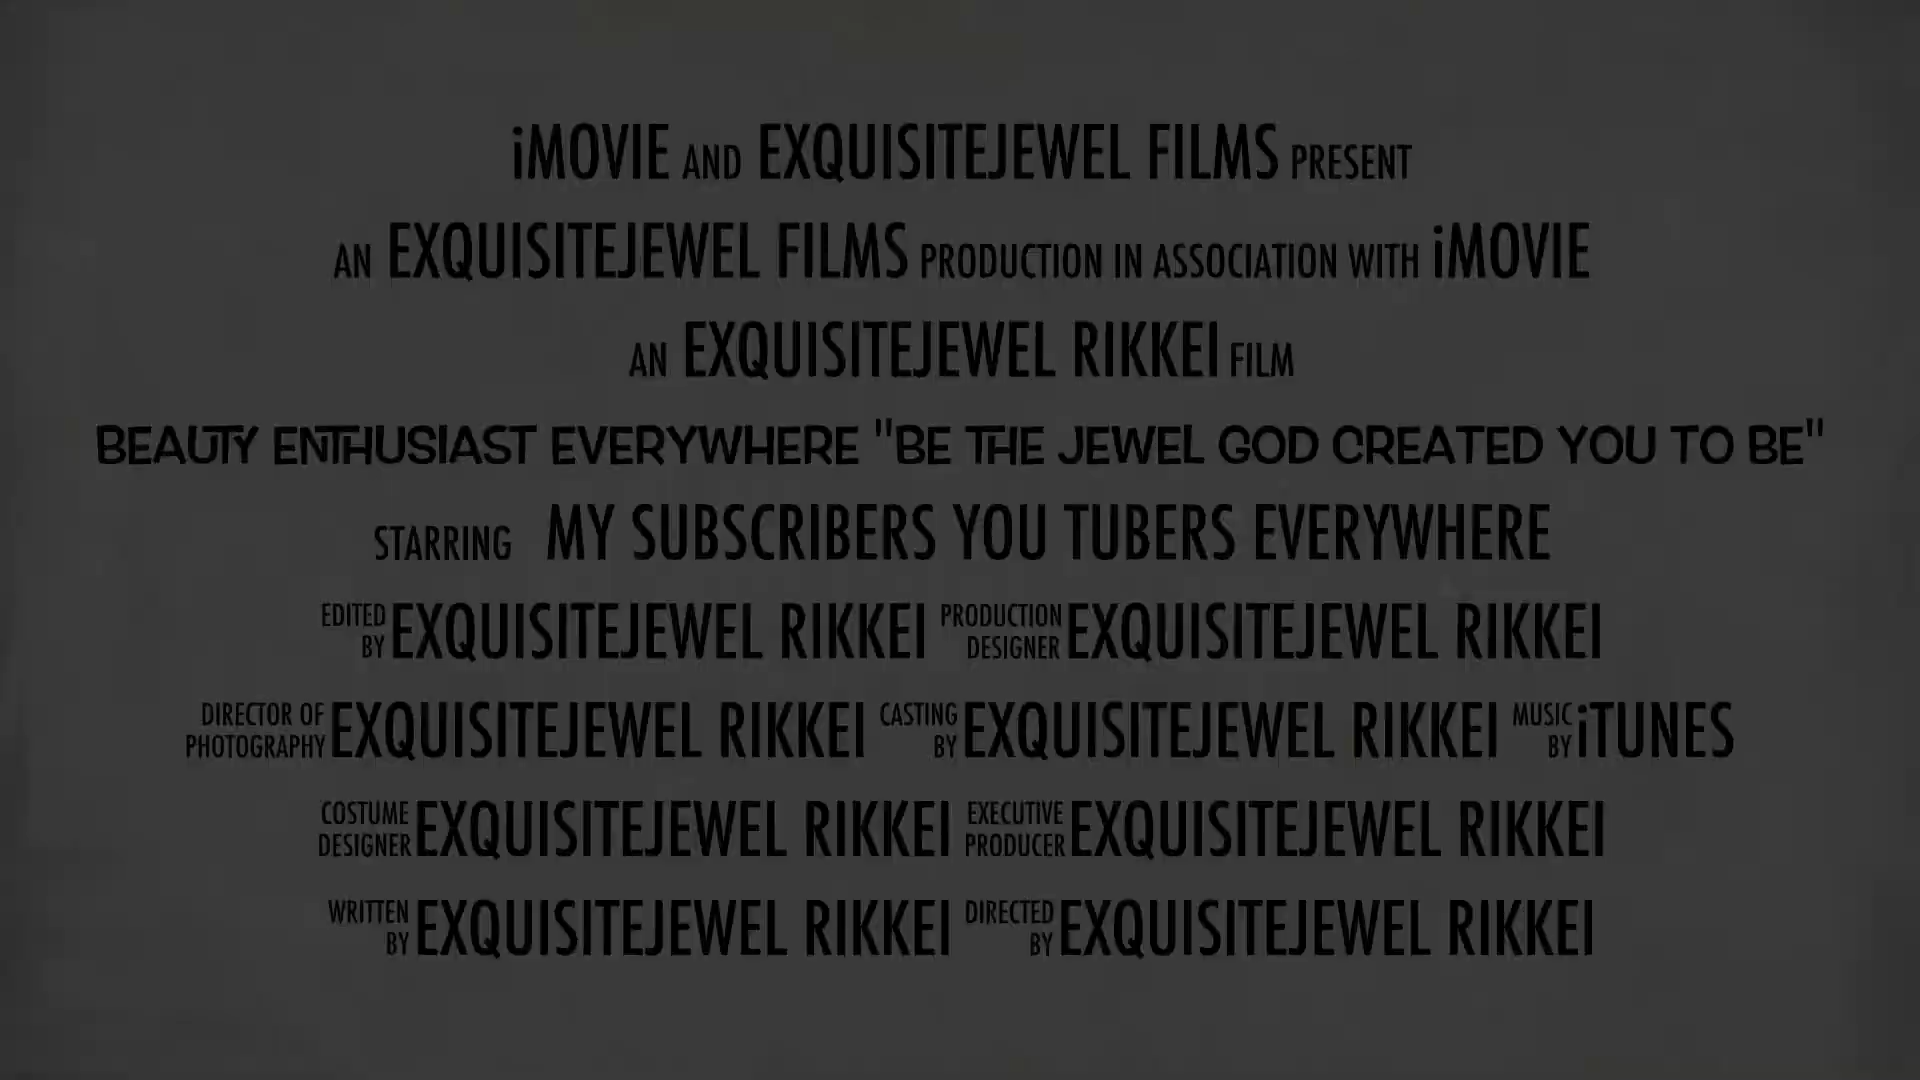 iMOVIE AND EXQUISITEJEWEL FILMS PRESENT
AN EXQUISITEJEWEL FILMS PRODUCTION IN ASSOCIATION WITH iMOVIE
AN EXQUISITEJEWEL RIKKEI FILM
BEAUTY ENTHUSIAST EVERYWHERE "BE THE JEWEL GOD CREATED YOU TO BE"
STARRING MY SUBSCRIBERS YOU TUBERS EVERYWHERE
EDITED BY EXQUISITEJEWEL RIKKEI PRODUCTION DESIGNER EXQUISITEJEWEL RIKKEI
DIRECTOR OF PHOTOGRAPHY EXQUISITEJEWEL RIKKEI CASTING BY EXQUISITEJEWEL RIKKEI MUSIC BY iTUNES
COSTUME DESIGNER EXQUISITEJEWEL RIKKEI EXECUTIVE PRODUCER EXQUISITEJEWEL RIKKEI
WRITTEN BY EXQUISITEJEWEL RIKKEI DIRECTED BY EXQUISITEJEWEL RIKKEI